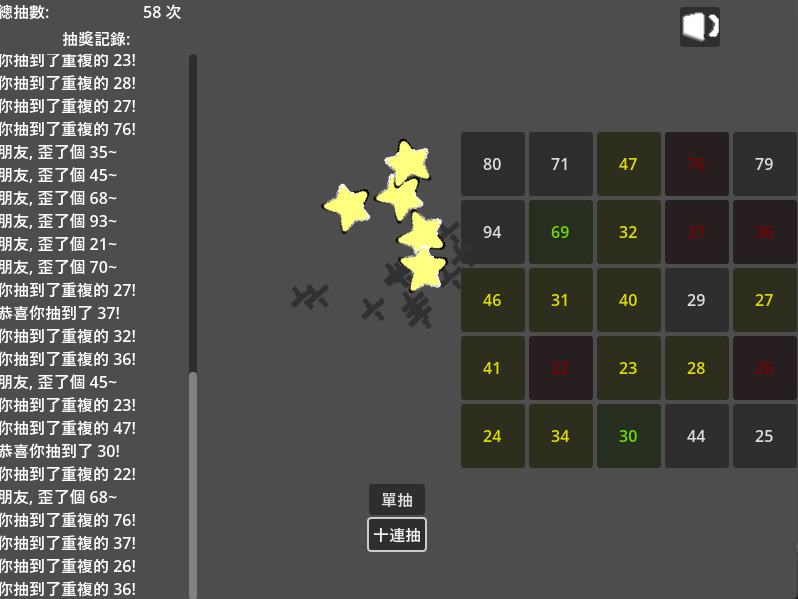 總抽數: 58 次
抽獎記錄:
你抽到了重複的 23!
你抽到了重複的 28!
你抽到了重複的 27!
你抽到了重複的 76!
朋友, 歪了個 35~
朋友, 歪了個 45~
朋友, 歪了個 68~
朋友, 歪了個 93~
朋友, 歪了個 21~
朋友, 歪了個 70~
你抽到了重複的 27!
恭喜你抽到了 37!
你抽到了重複的 32!
你抽到了重複的 36!
朋友, 歪了個 45~
你抽到了重複的 23!
你抽到了重複的 47!
恭喜你抽到了 30!
你抽到了重複的 22!
朋友, 歪了個 68~
你抽到了重複的 76!
你抽到了重複的 37!
你抽到了重複的 26!
你抽到了重複的 36!
80 71 47 76 79
94 69 32 37 36
46 31 40 29 27
41 22 23 28 26
24 34 30 44 25
單抽
十連抽